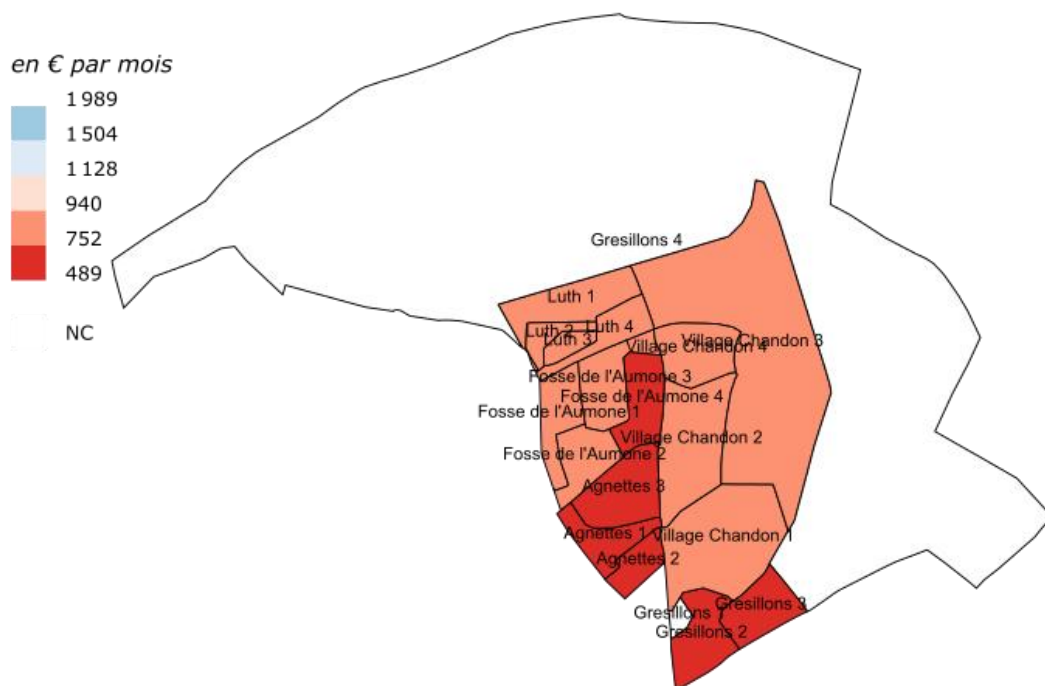 en € par mois
1 989
1 504
1 128
940
752
489
NC
Gresillons 4
Luth 1
Luth 2
Luth 4
Luth 3
Village Chandon 3
Village Chandon 4
Fosse de l'Aumone 3
Fosse de l'Aumone 4
Fosse de l'Aumone 1
Village Chandon 2
Fosse de l'Aumone 2
Agnettes 3
Agnettes 1
Village Chandon 1
Agnettes 2
Gresillons 3
Gresillons
Gresillons 2